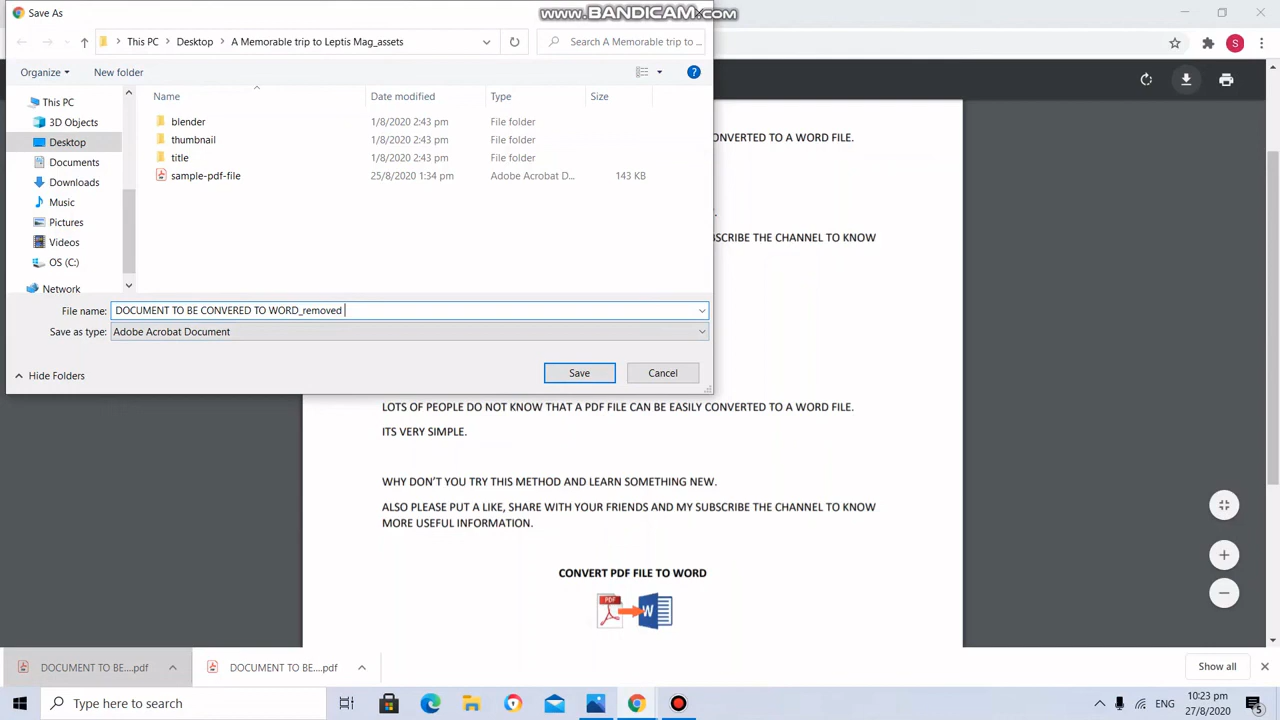 www.BANDICAM.com
Save As
This PC
Desktop
A Memorable trip to Leptis Mag_assets
Search A Memorable trip to ...
Organize
New folder
?
Name
Date modified
Type
Size
This PC
3D Objects
Desktop
Documents
Downloads
Music
Pictures
Videos
OS (C:)
Network
blender 1/8/2020 2:43 pm File folder
thumbnail 1/8/2020 2:43 pm File folder
title 1/8/2020 2:43 pm File folder
sample-pdf-file 25/8/2020 1:34 pm Adobe Acrobat D... 143 KB
File name: DOCUMENT TO BE CONVERED TO WORD_removed
Save as type: Adobe Acrobat Document
Hide Folders
Save
Cancel
S
CONVERTED TO A WORD FILE.
BSCRIBE THE CHANNEL TO KNOW
LOTS OF PEOPLE DO NOT KNOW THAT A PDF FILE CAN BE EASILY CONVERTED TO A WORD FILE.
ITS VERY SIMPLE.
WHY DON'T YOU TRY THIS METHOD AND LEARN SOMETHING NEW.
ALSO PLEASE PUT A LIKE, SHARE WITH YOUR FRIENDS AND MY SUBSCRIBE THE CHANNEL TO KNOW
MORE USEFUL INFORMATION.
CONVERT PDF FILE TO WORD
PDF
W
DOCUMENT TO BE....pdf
DOCUMENT TO BE....pdf
Show all
Type here to search
ENG
10:23 pm
27/8/2020
5